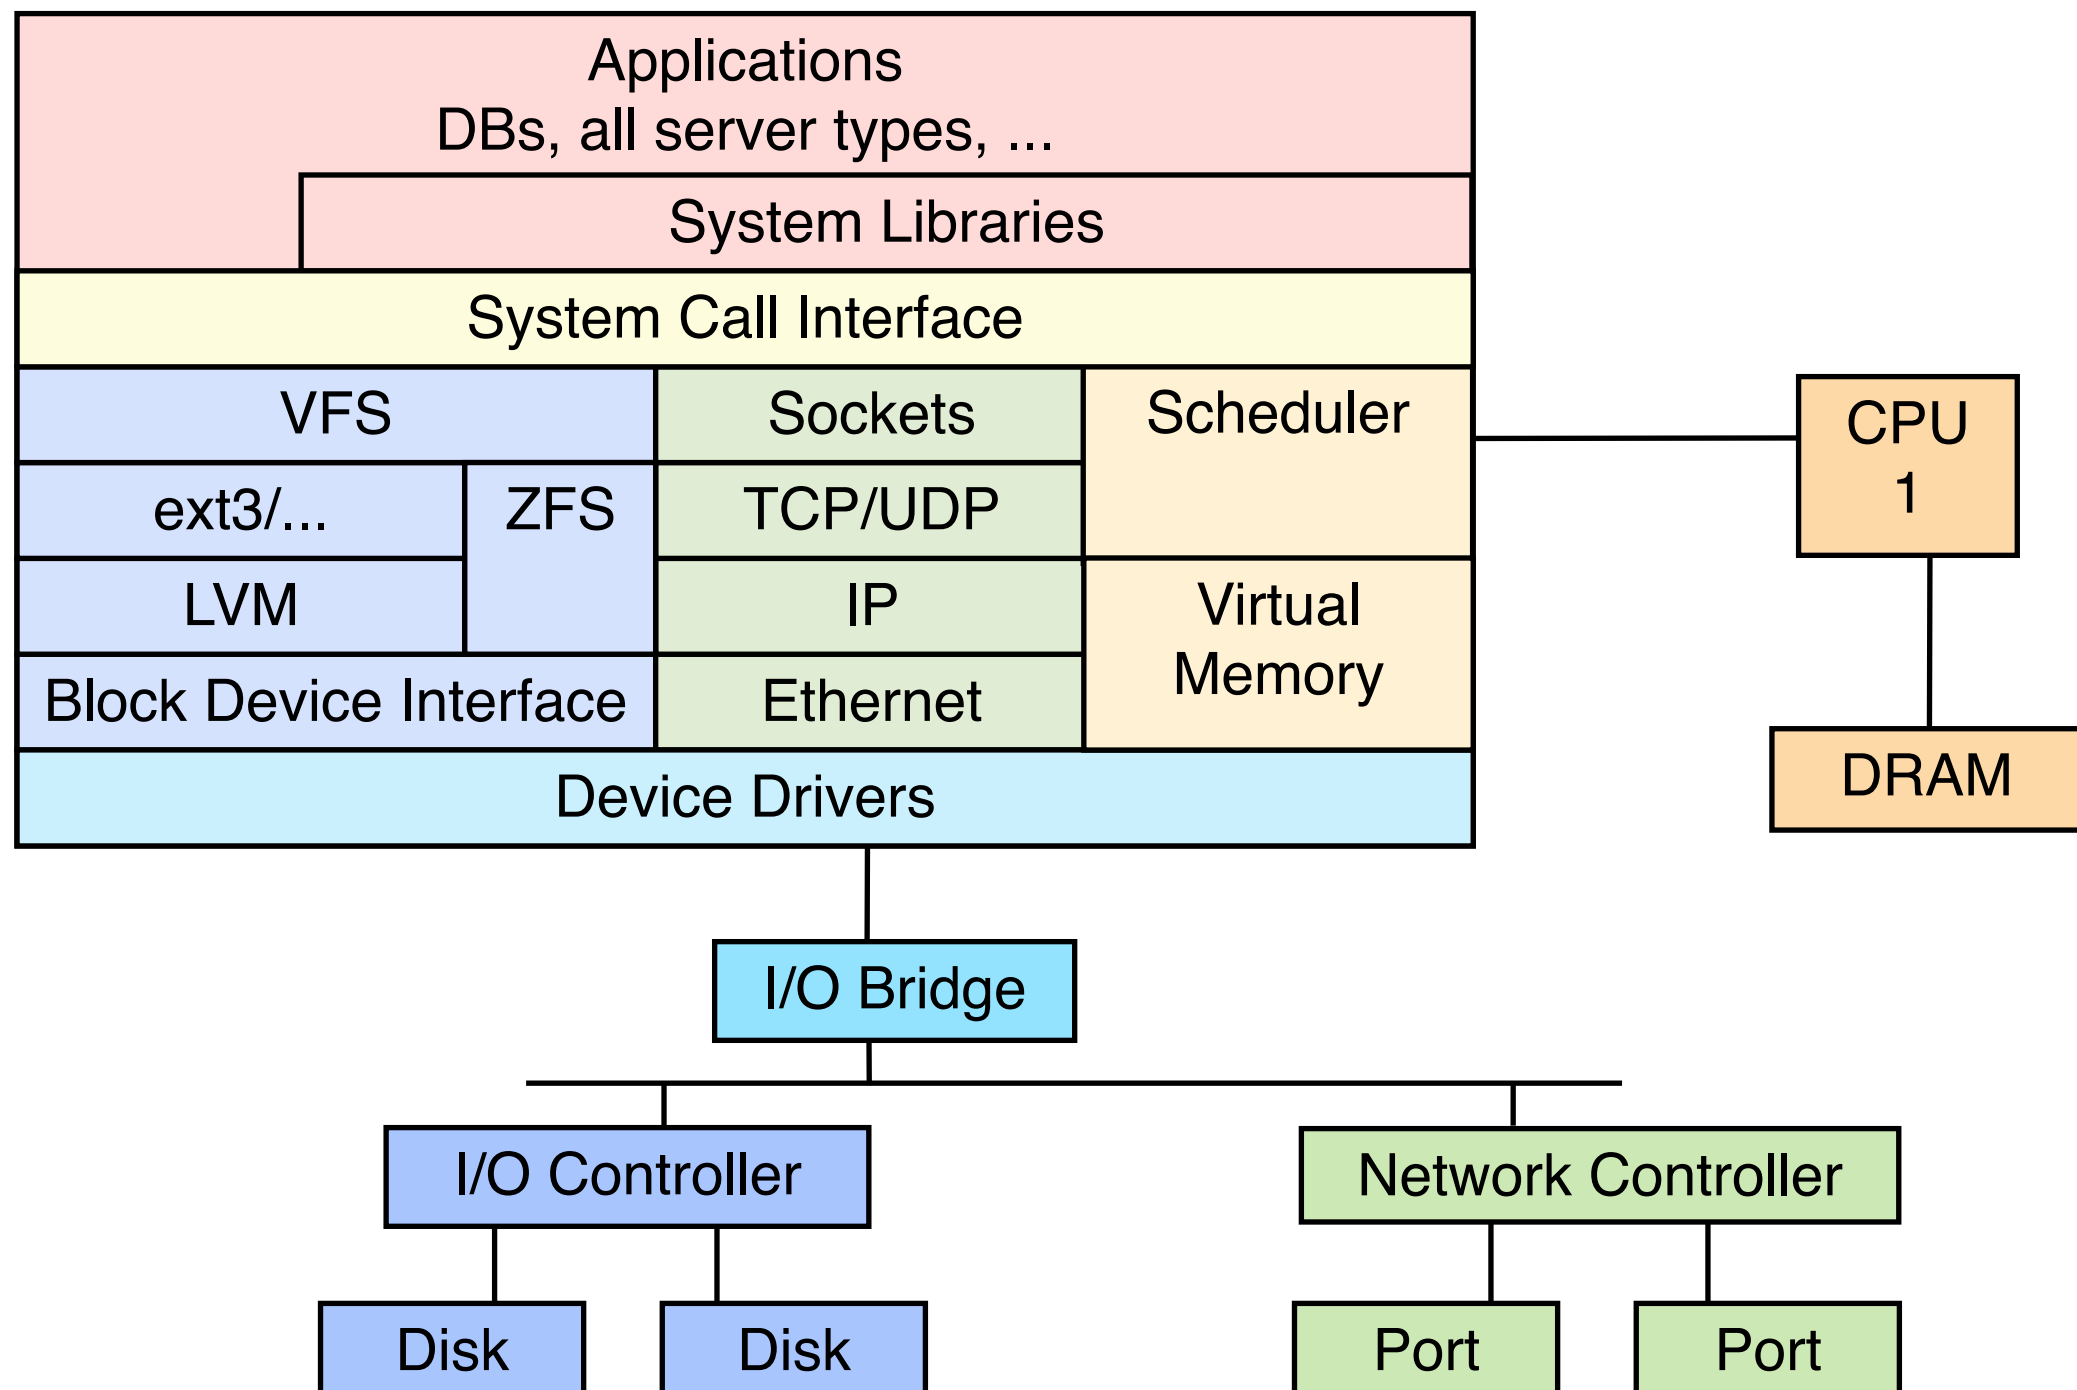 Applications
DBs, all server types, ...
System Libraries
System Call Interface
VFS
Sockets
Scheduler
CPU
1
ext3/...
ZFS
TCP/UDP
LVM
IP
Virtual
Memory
Block Device Interface
Ethernet
DRAM
Device Drivers
I/O Bridge
I/O Controller
Network Controller
Disk
Disk
Port
Port